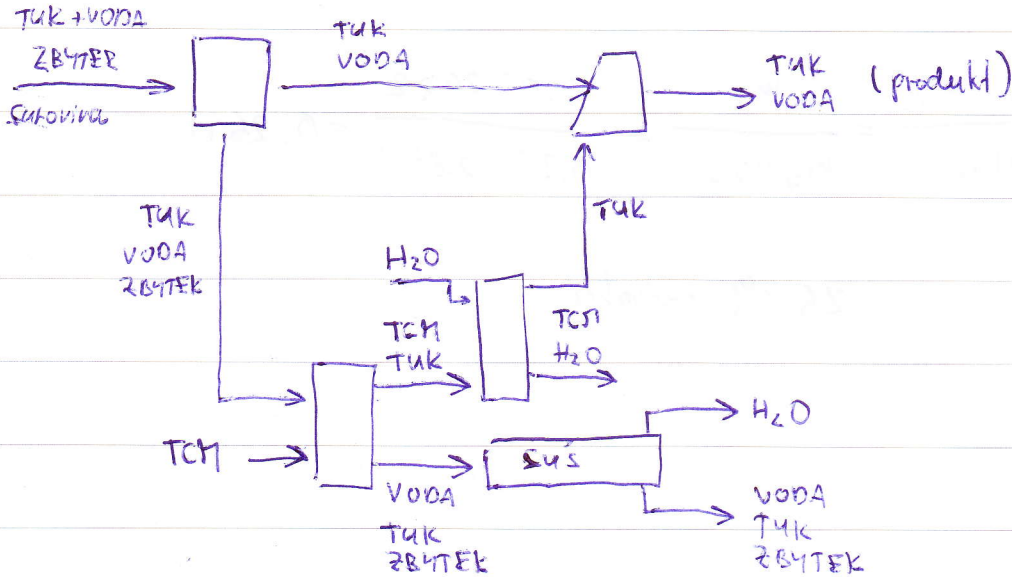 TUK + VODA
ZBYTEK
Surovina
TUK
VODA
TUK
VODA
(produkt)
TUK
VODA
ZBYTEK
TUK
H2O
TCM
TUK
TCM
H2O
TCM
SUŠ
H2O
VODA
TUK
ZBYTEK
VODA
TUK
ZBYTEK